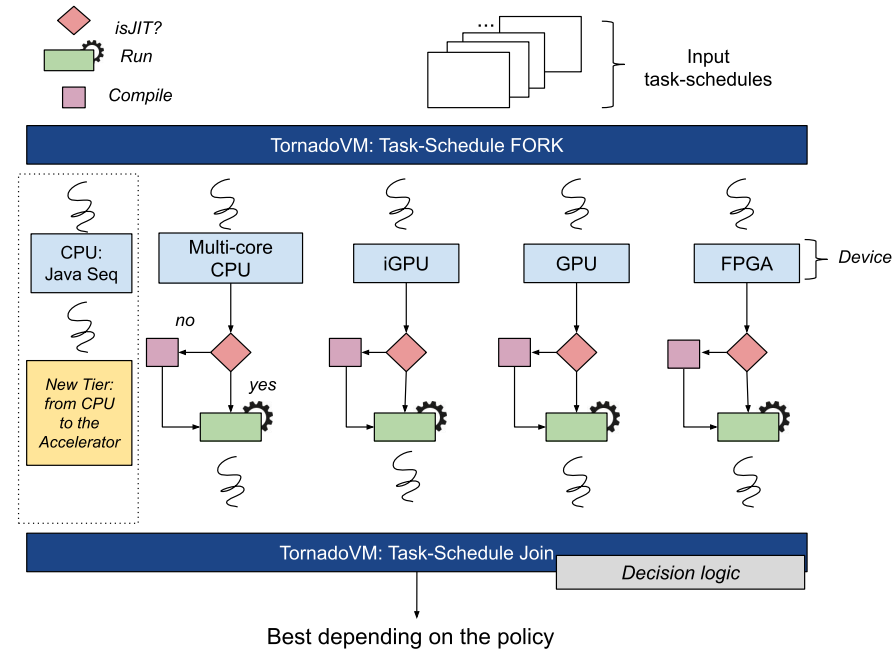 isJIT?
Run
Compile
...
Input
task-schedules
TornadoVM: Task-Schedule FORK
CPU:
Java Seq
Multi-core
CPU
iGPU
GPU
FPGA
Device
no
yes
New Tier:
from CPU
to the
Accelerator
TornadoVM: Task-Schedule Join
Decision logic
Best depending on the policy